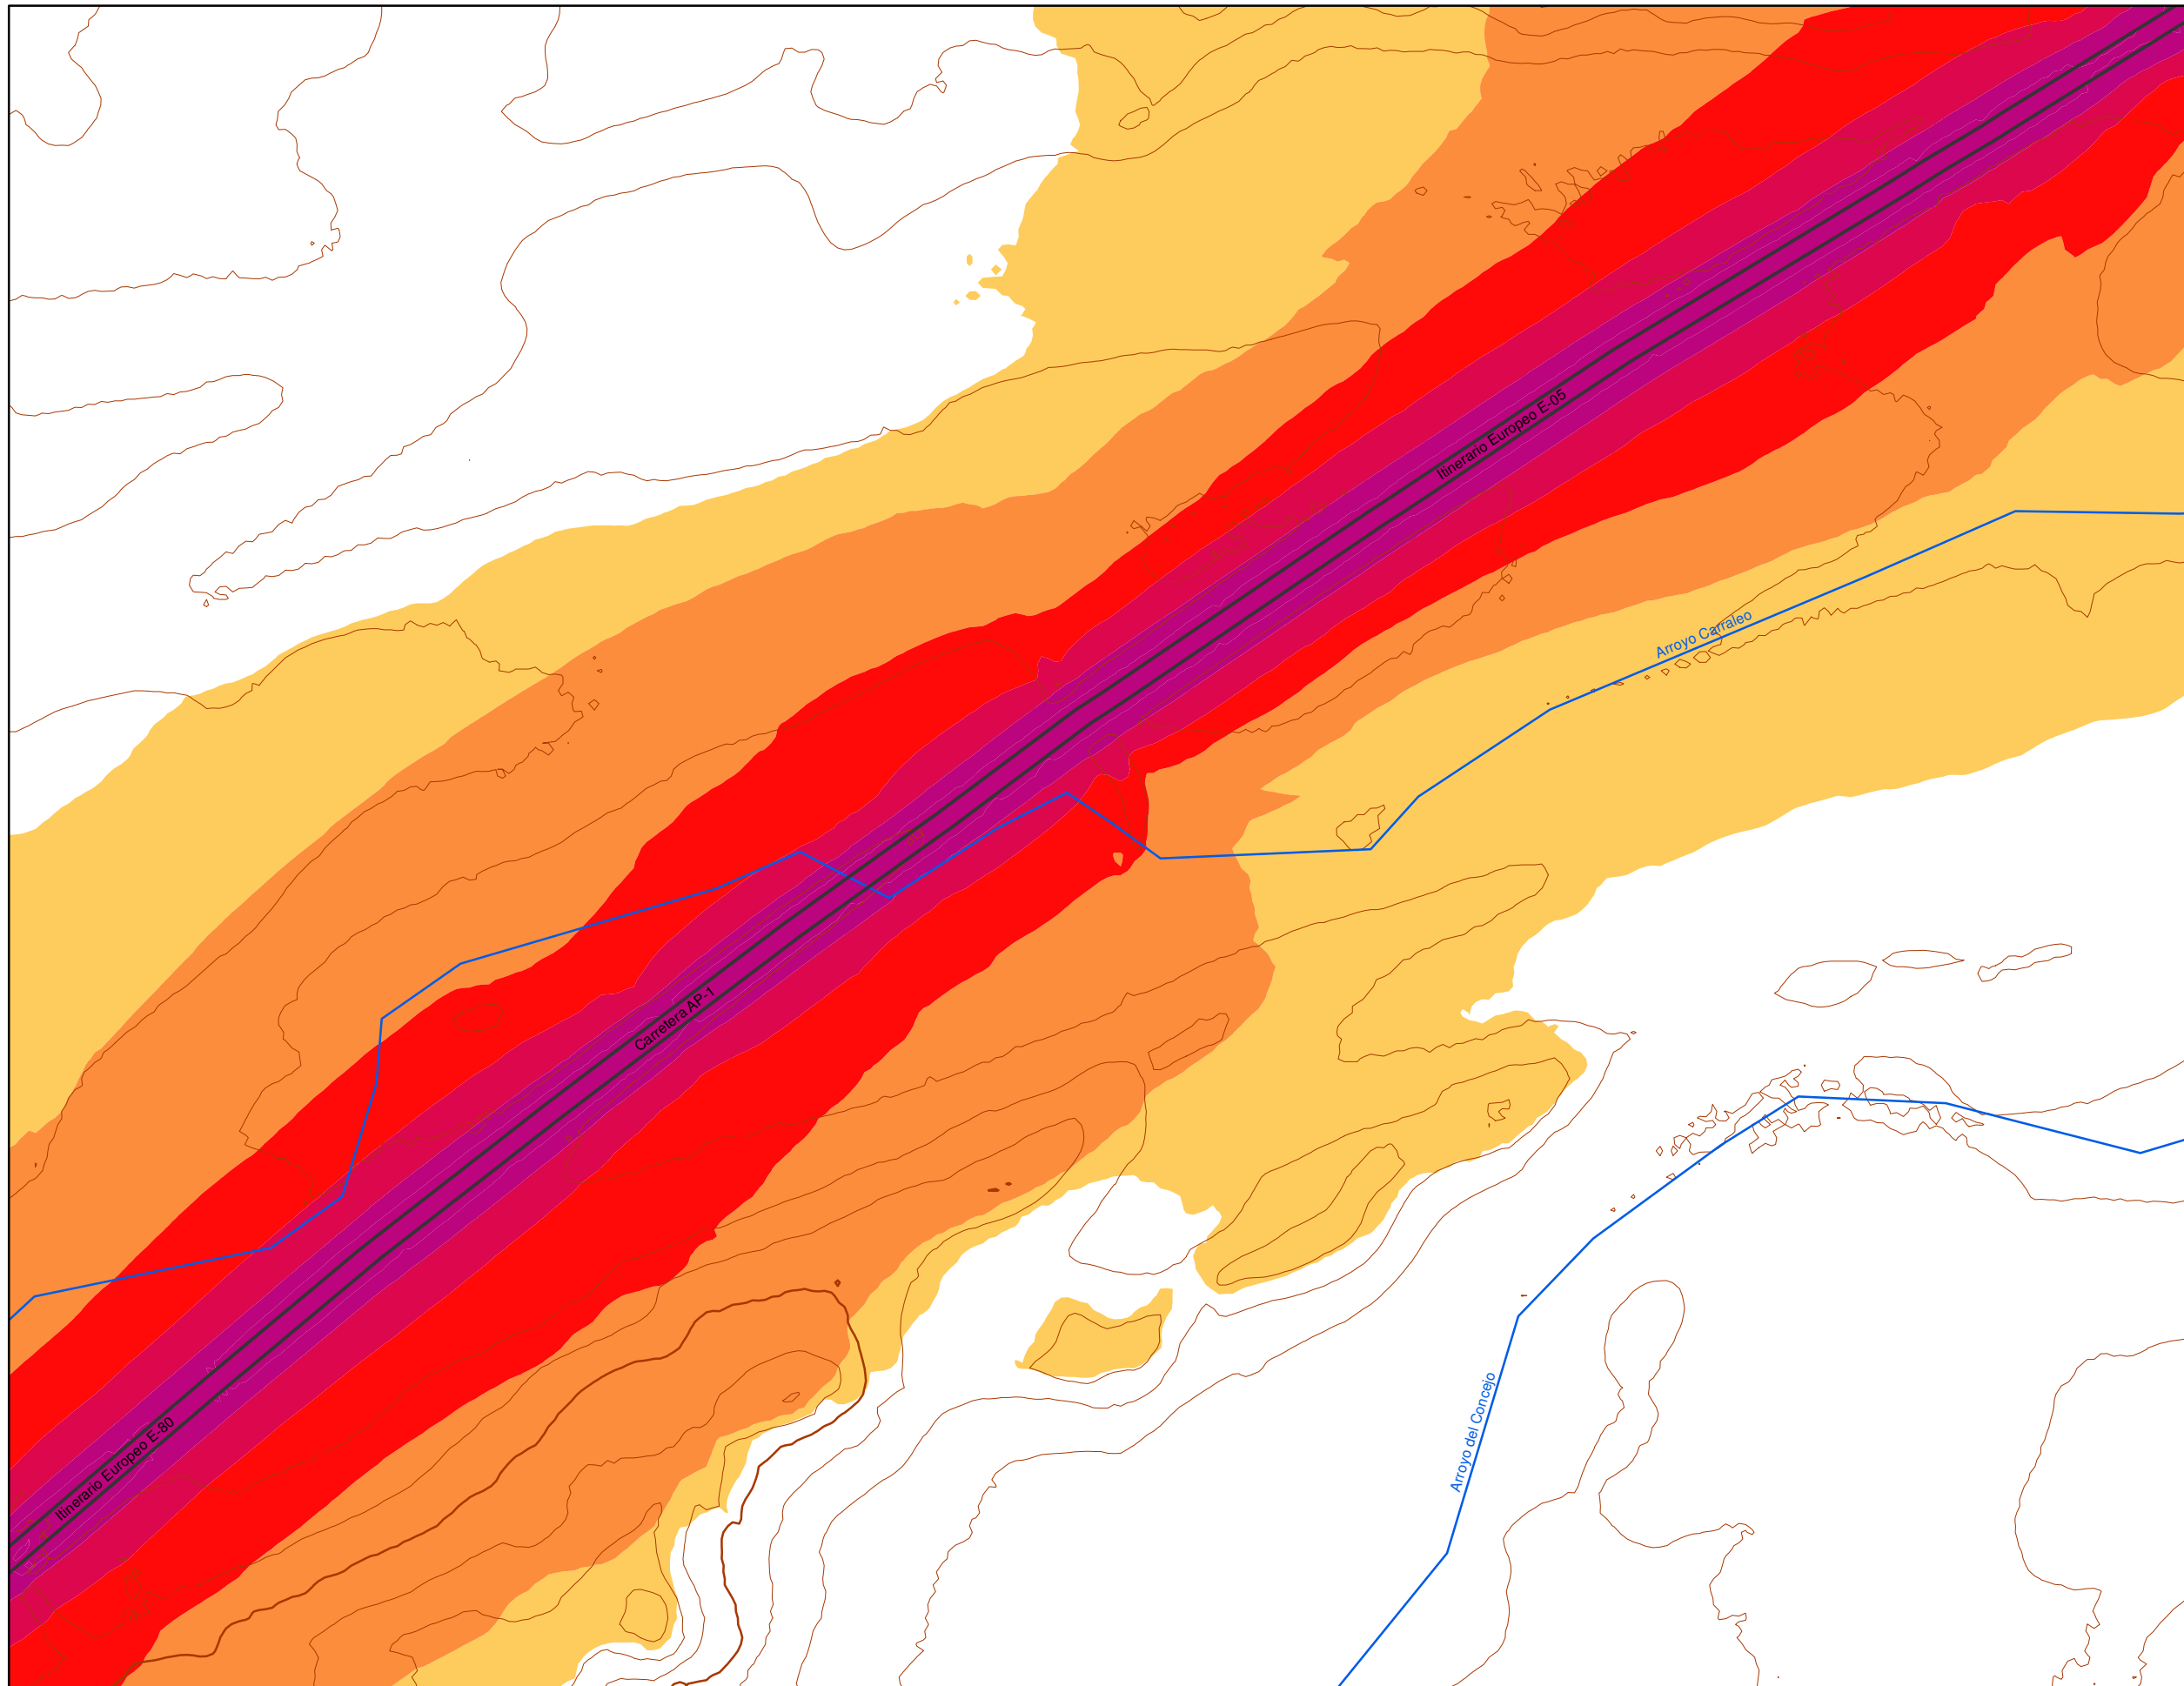 Itinerario Europeo E-05
Arroyo Carraleo
Carretera AP-1
Arroyo del Concejo
Itinerario Europeo E-80